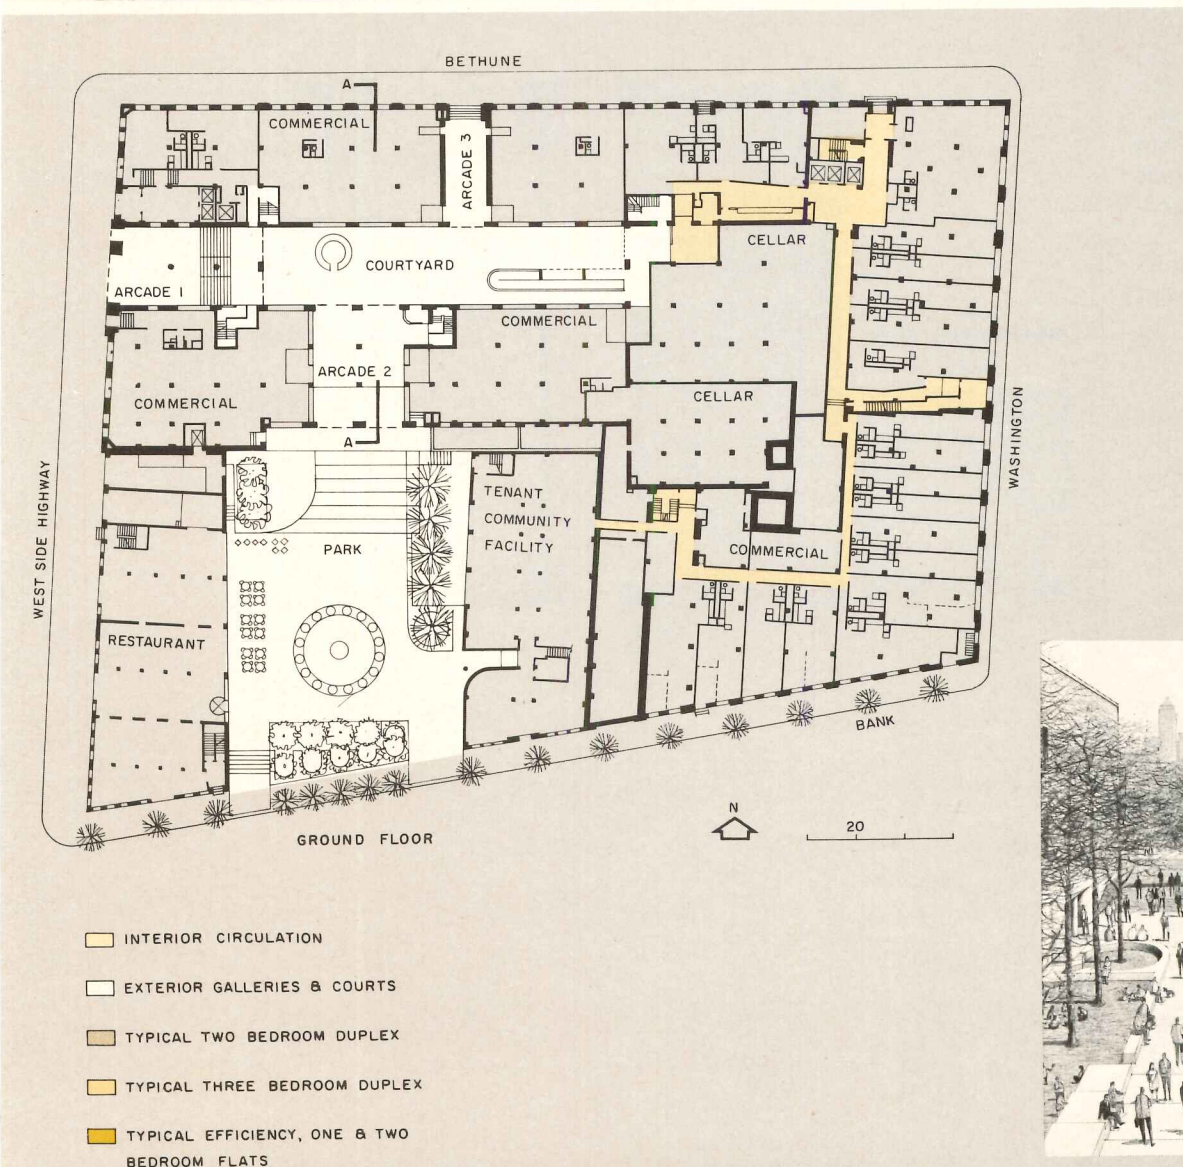 BETHUNE
A
COMMERCIAL
ARCADE 3
CELLAR
COURTYARD
ARCADE 1
COMMERCIAL
ARCADE 2
CELLAR
COMMERCIAL
A
WASHINGTON
WEST SIDE HIGHWAY
TENANT
COMMUNITY
FACILITY
PARK
COMMERCIAL
RESTAURANT
BANK
N
20
GROUND FLOOR
INTERIOR CIRCULATION
EXTERIOR GALLERIES & COURTS
TYPICAL TWO BEDROOM DUPLEX
TYPICAL THREE BEDROOM DUPLEX
TYPICAL EFFICIENCY, ONE & TWO
BEDROOM FLATS